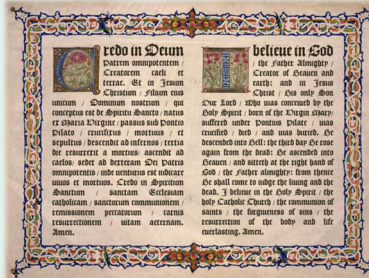 Credo in Deum
Patrem omnipotentem /
Creatorem caeli et
terrae. Et in Jesum
Christum / Filium eius
unicum / Dominum nostrum / qui
conceptus est de Spiritu Sancto / natus
ex Maria Virgine / passus sub Pontio
Pilato / crucifixus / mortuus / et
sepultus / descendit ad infernos / tertia
die resurrexit a mortuis/ ascendit ad
caelos/ sedet ad dexteram Dei Patris
omnipotentis / inde venturus est iudicare
vivos et mortuos. Credo in Spiritum
Sanctum / sanctam Ecclesiam
catholicam / sanctorum communionem /
remissionem peccatorum / carnis
resurrectionem / vitam aeternam.
Amen.
I believe in God
/ the Father Almighty /
Creator of Heaven and
earth: and in Jesus
Christ / His only Son
Our Lord / Who was conceived by the
Holy Spirit / born of the Virgin Mary/
suffered under Pontius Pilate / was
crucified / died / and was buried. He
descended into Hell: the third day He rose
again from the dead: He ascended into
Heaven / and sitteth at the right hand of
God / the Father almighty: from thence
He shall come to judge the living and the
dead. I believe in the Holy Spirit / the
holy Catholic Church / the communion of
saints / the forgiveness of sins / the
resurrection of the body and life
everlasting. Amen.